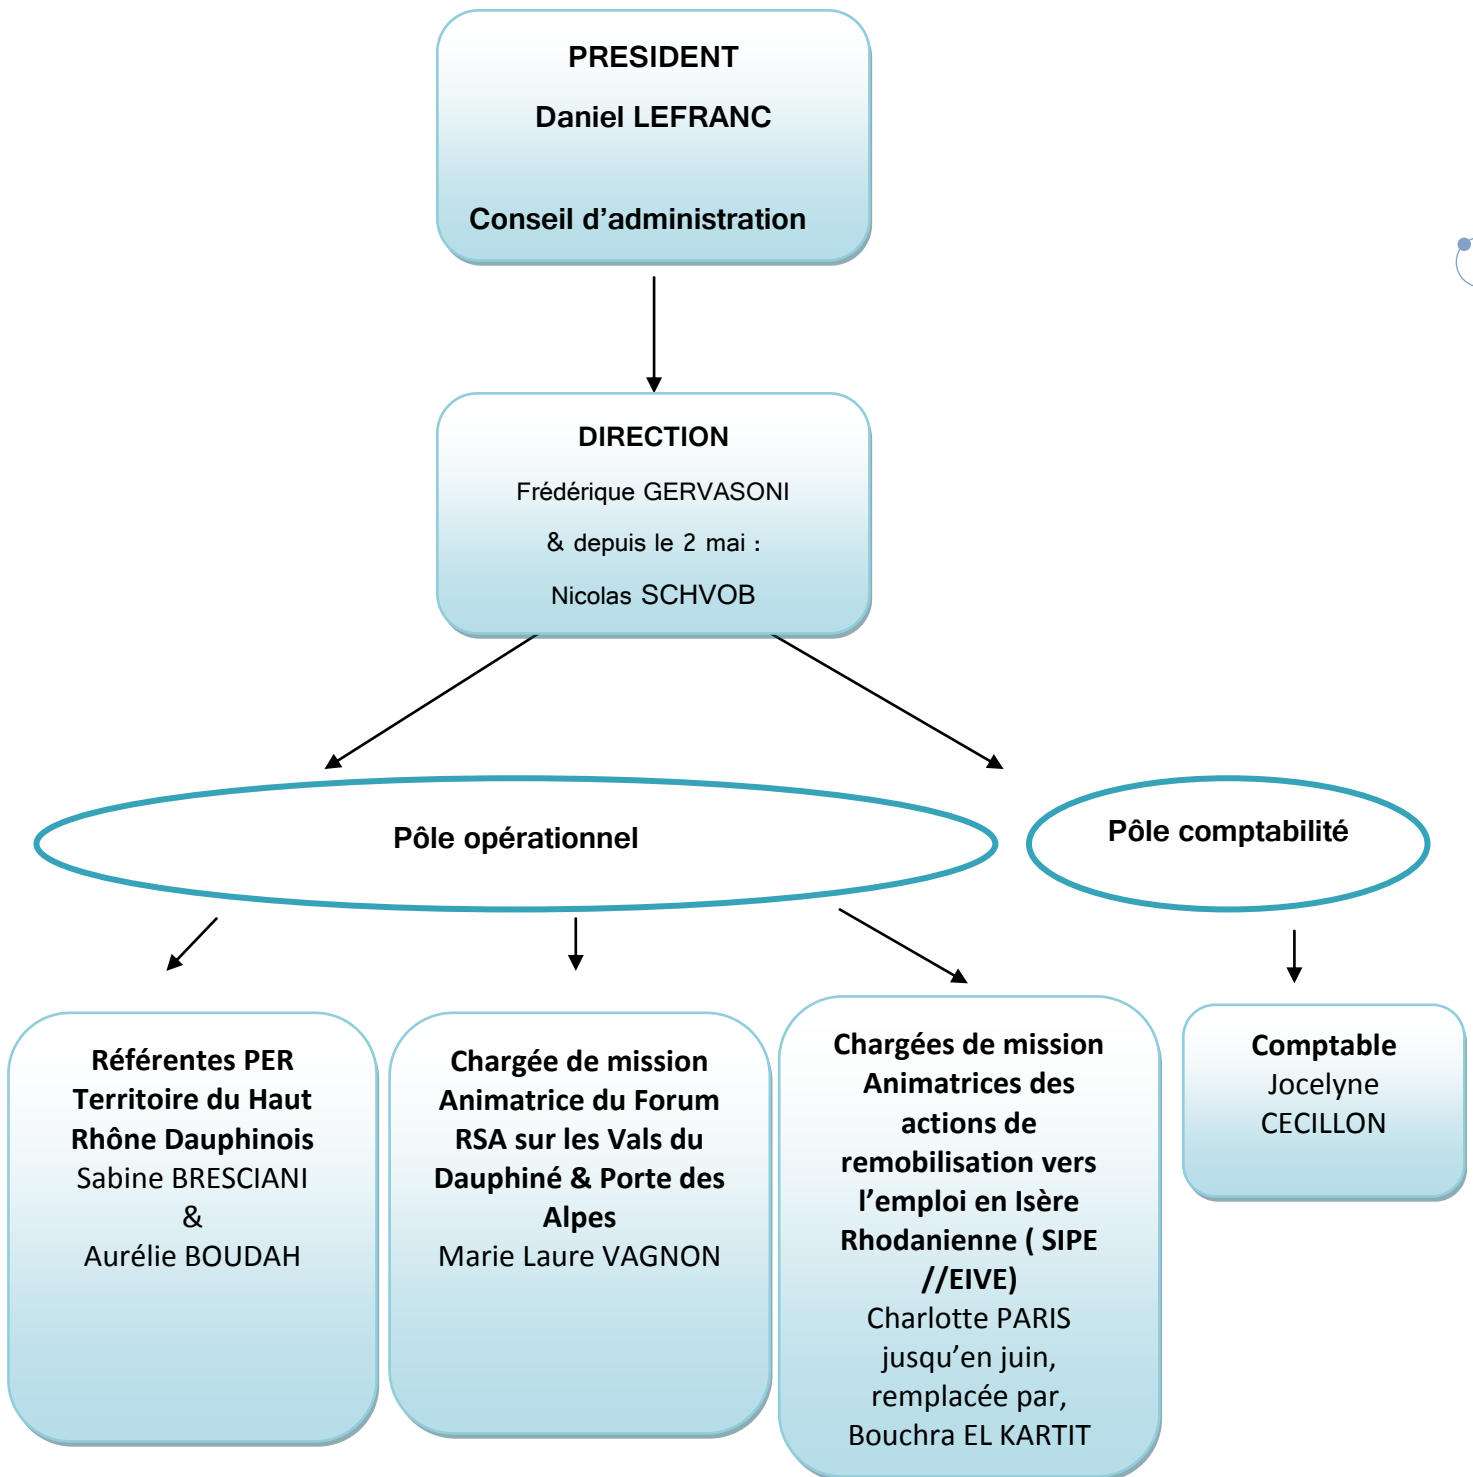 PRESIDENT
Daniel LEFRANC
Conseil d’administration
DIRECTION
Frédérique GERVASONI
& depuis le 2 mai :
Nicolas SCHVOB
Pôle opérationnel
Pôle comptabilité
Référentes PER
Territoire du Haut
Rhône Dauphinois
Sabine BRESCIANI
&
Aurélie BOUDAH
Chargée de mission
Animatrice du Forum
RSA sur les Vals du
Dauphiné & Porte des
Alpes
Marie Laure VAGNON
Chargées de mission
Animatrices des
actions de
remobilisation vers
l’emploi en Isère
Rhodanienne ( SIPE
//EIVE)
Charlotte PARIS
jusqu’en juin,
remplacée par,
Bouchra EL KARTIT
Comptable
Jocelyne
CECILLON